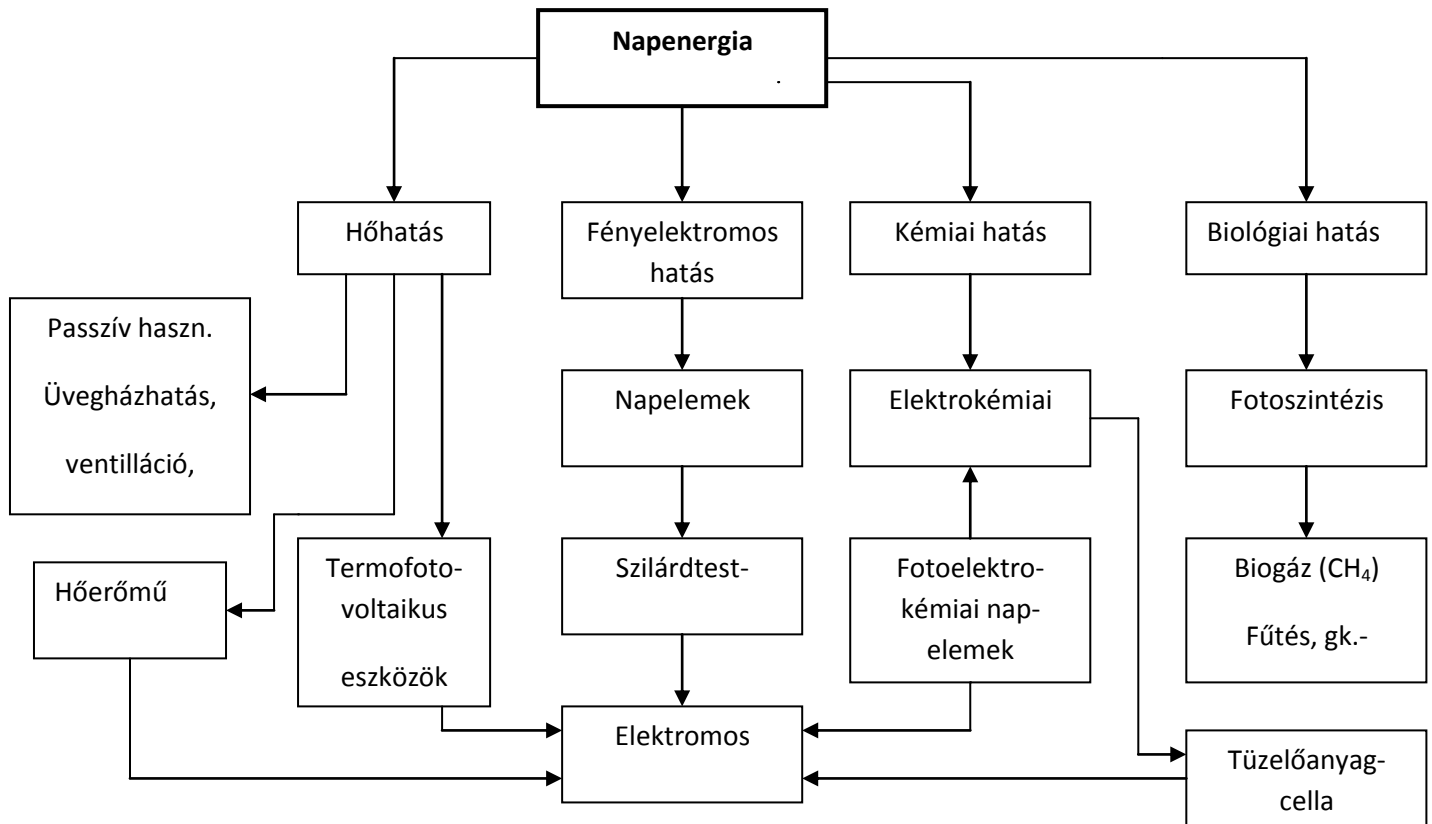 Napenergia
Hőhatás
Fényelektromos
hatás
Kémiai hatás
Biológiai hatás
Passzív haszn.
Üvegházhatás,
ventilláció,
Napelemek
Elektrokémiai
Fotoszintézis
Hőerőmű
Termofoto-
voltaikus
eszközök
Szilárdtest-
Fotoelektro-
kémiai nap-
elemek
Biogáz (CH₄)
Fűtés, gk.-
Elektromos
Tüzelőanyag-
cella